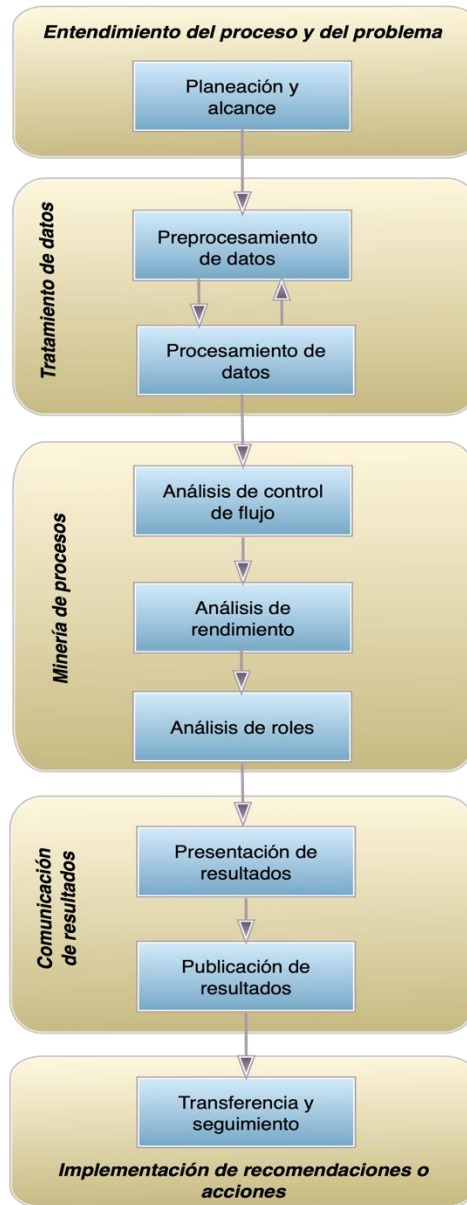 Entendimiento del proceso y del problema
Planeación y
alcance
Tratamiento de datos
Preprocesamiento
de datos
Procesamiento de
datos
Minería de procesos
Análisis de control
de flujo
Análisis de
rendimiento
Análisis de roles
Comunicación
de resultados
Presentación de
resultados
Publicación de
resultados
Transferencia y
seguimiento
Implementación de recomendaciones o
acciones